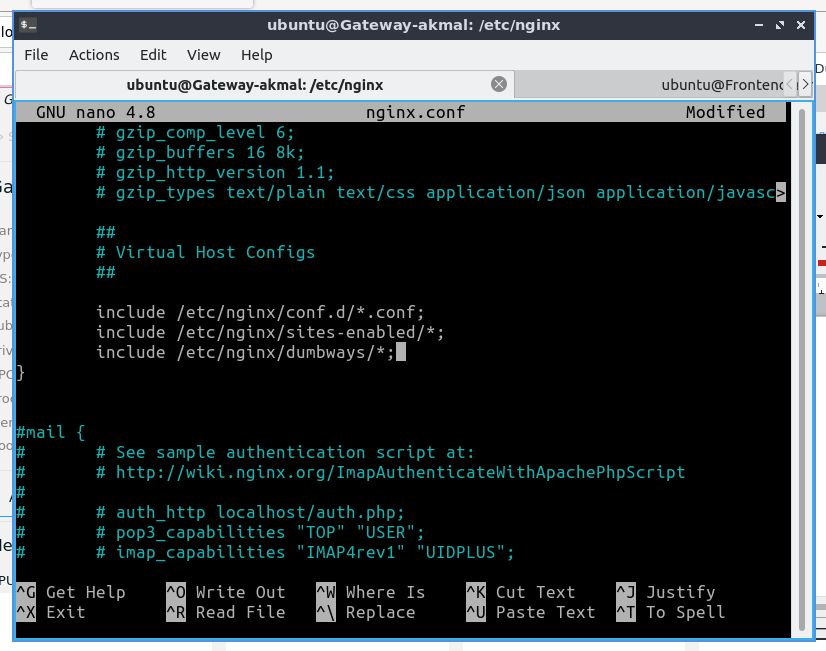 ubuntu@Gateway-akmal: /etc/nginx
File Actions Edit View Help
ubuntu@Gateway-akmal: /etc/nginx ubuntu@Frontend
GNU nano 4.8 nginx.conf Modified
# gzip_comp_level 6;
# gzip_buffers 16 8k;
# gzip_http_version 1.1;
# gzip_types text/plain text/css application/json application/javasc>
##
# Virtual Host Configs
##
include /etc/nginx/conf.d/*.conf;
include /etc/nginx/sites-enabled/*;
include /etc/nginx/dumbways/*;
}
#mail {
# # See sample authentication script at:
# # http://wiki.nginx.org/ImapAuthenticateWithApachePhpScript
#
# # auth_http localhost/auth.php;
# # pop3_capabilities "TOP" "USER";
# # imap_capabilities "IMAP4rev1" "UIDPLUS";
^G Get Help ^O Write Out ^W Where Is ^K Cut Text ^J Justify
^X Exit ^R Read File ^\ Replace ^U Paste Text ^T To Spell